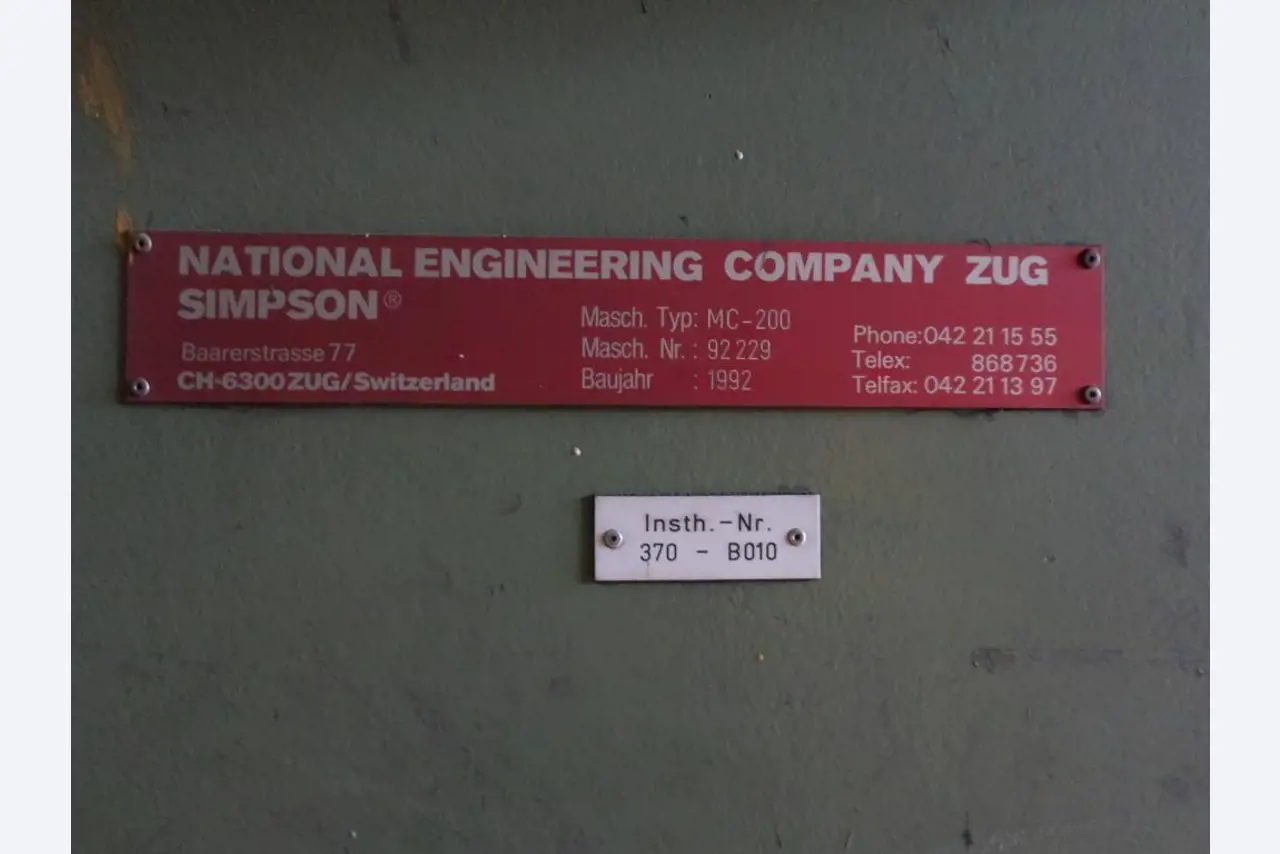 NATIONAL ENGINEERING COMPANY ZUG
SIMPSON®
Baarerstrasse 77
CH-6300 ZUG/Switzerland
Masch. Typ: MC-200
Masch. Nr. : 92 229
Baujahr : 1992
Phone: 042 21 15 55
Telex: 868736
Telfax: 042 21 13 97
Insth.-Nr.
370 - B010